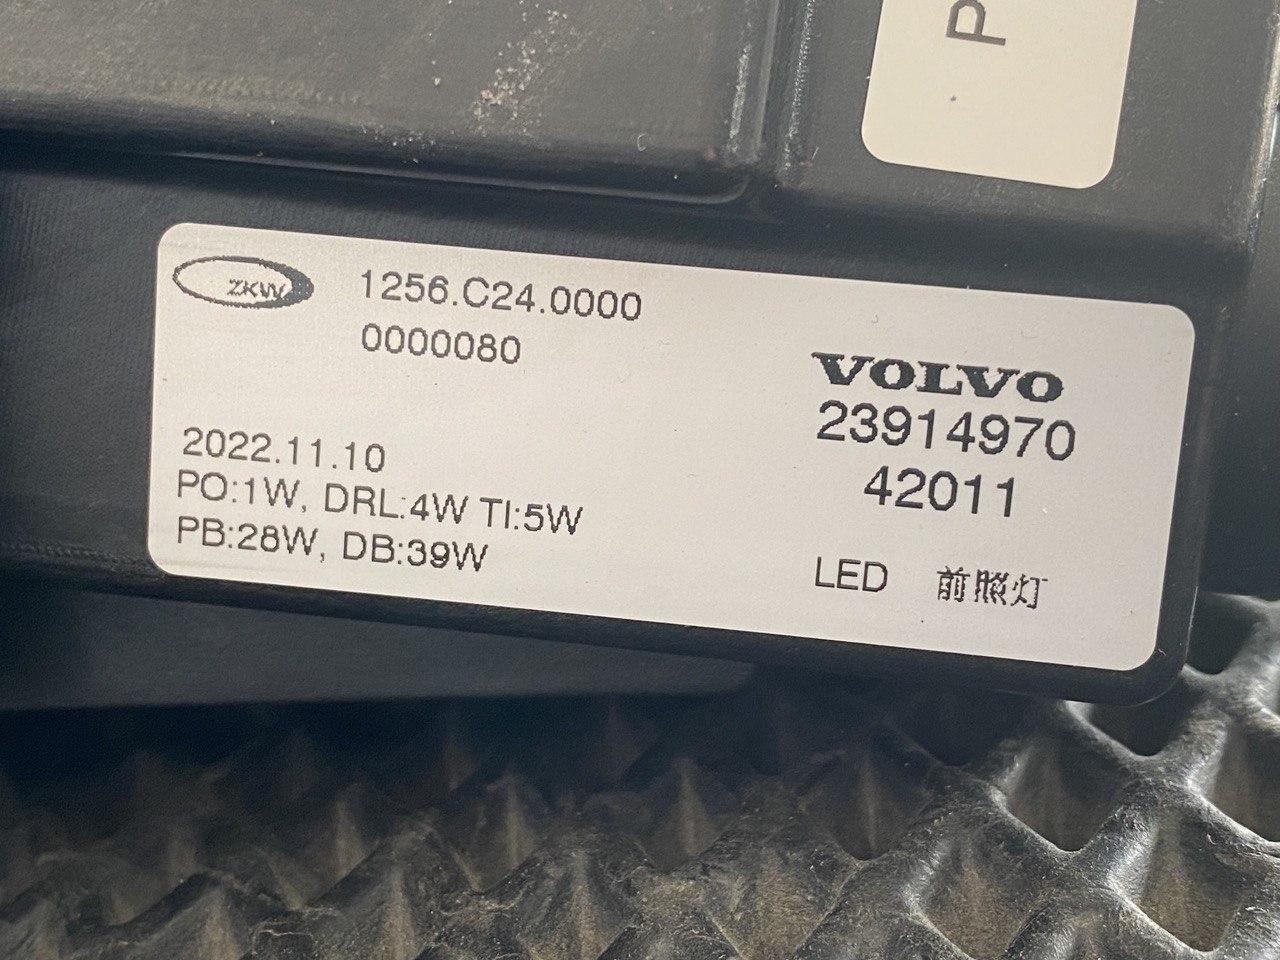 P
ZKW
1256.C24.0000
0000080
VOLVO
23914970
42011
2022.11.10
PO:1W, DRL:4W TI:5W
PB:28W, DB:39W
LED 前照灯